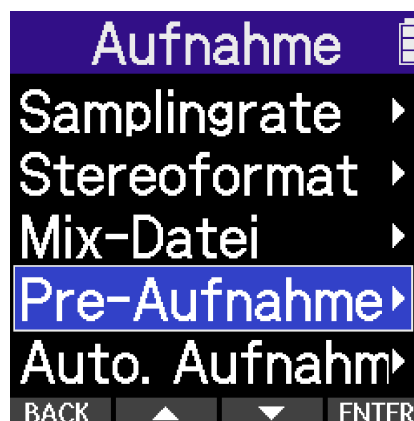 Aufnahme
Samplingrate
Stereoformat
Mix-Datei
Pre-Aufnahme
Auto. Aufnahm
BACK ENTER